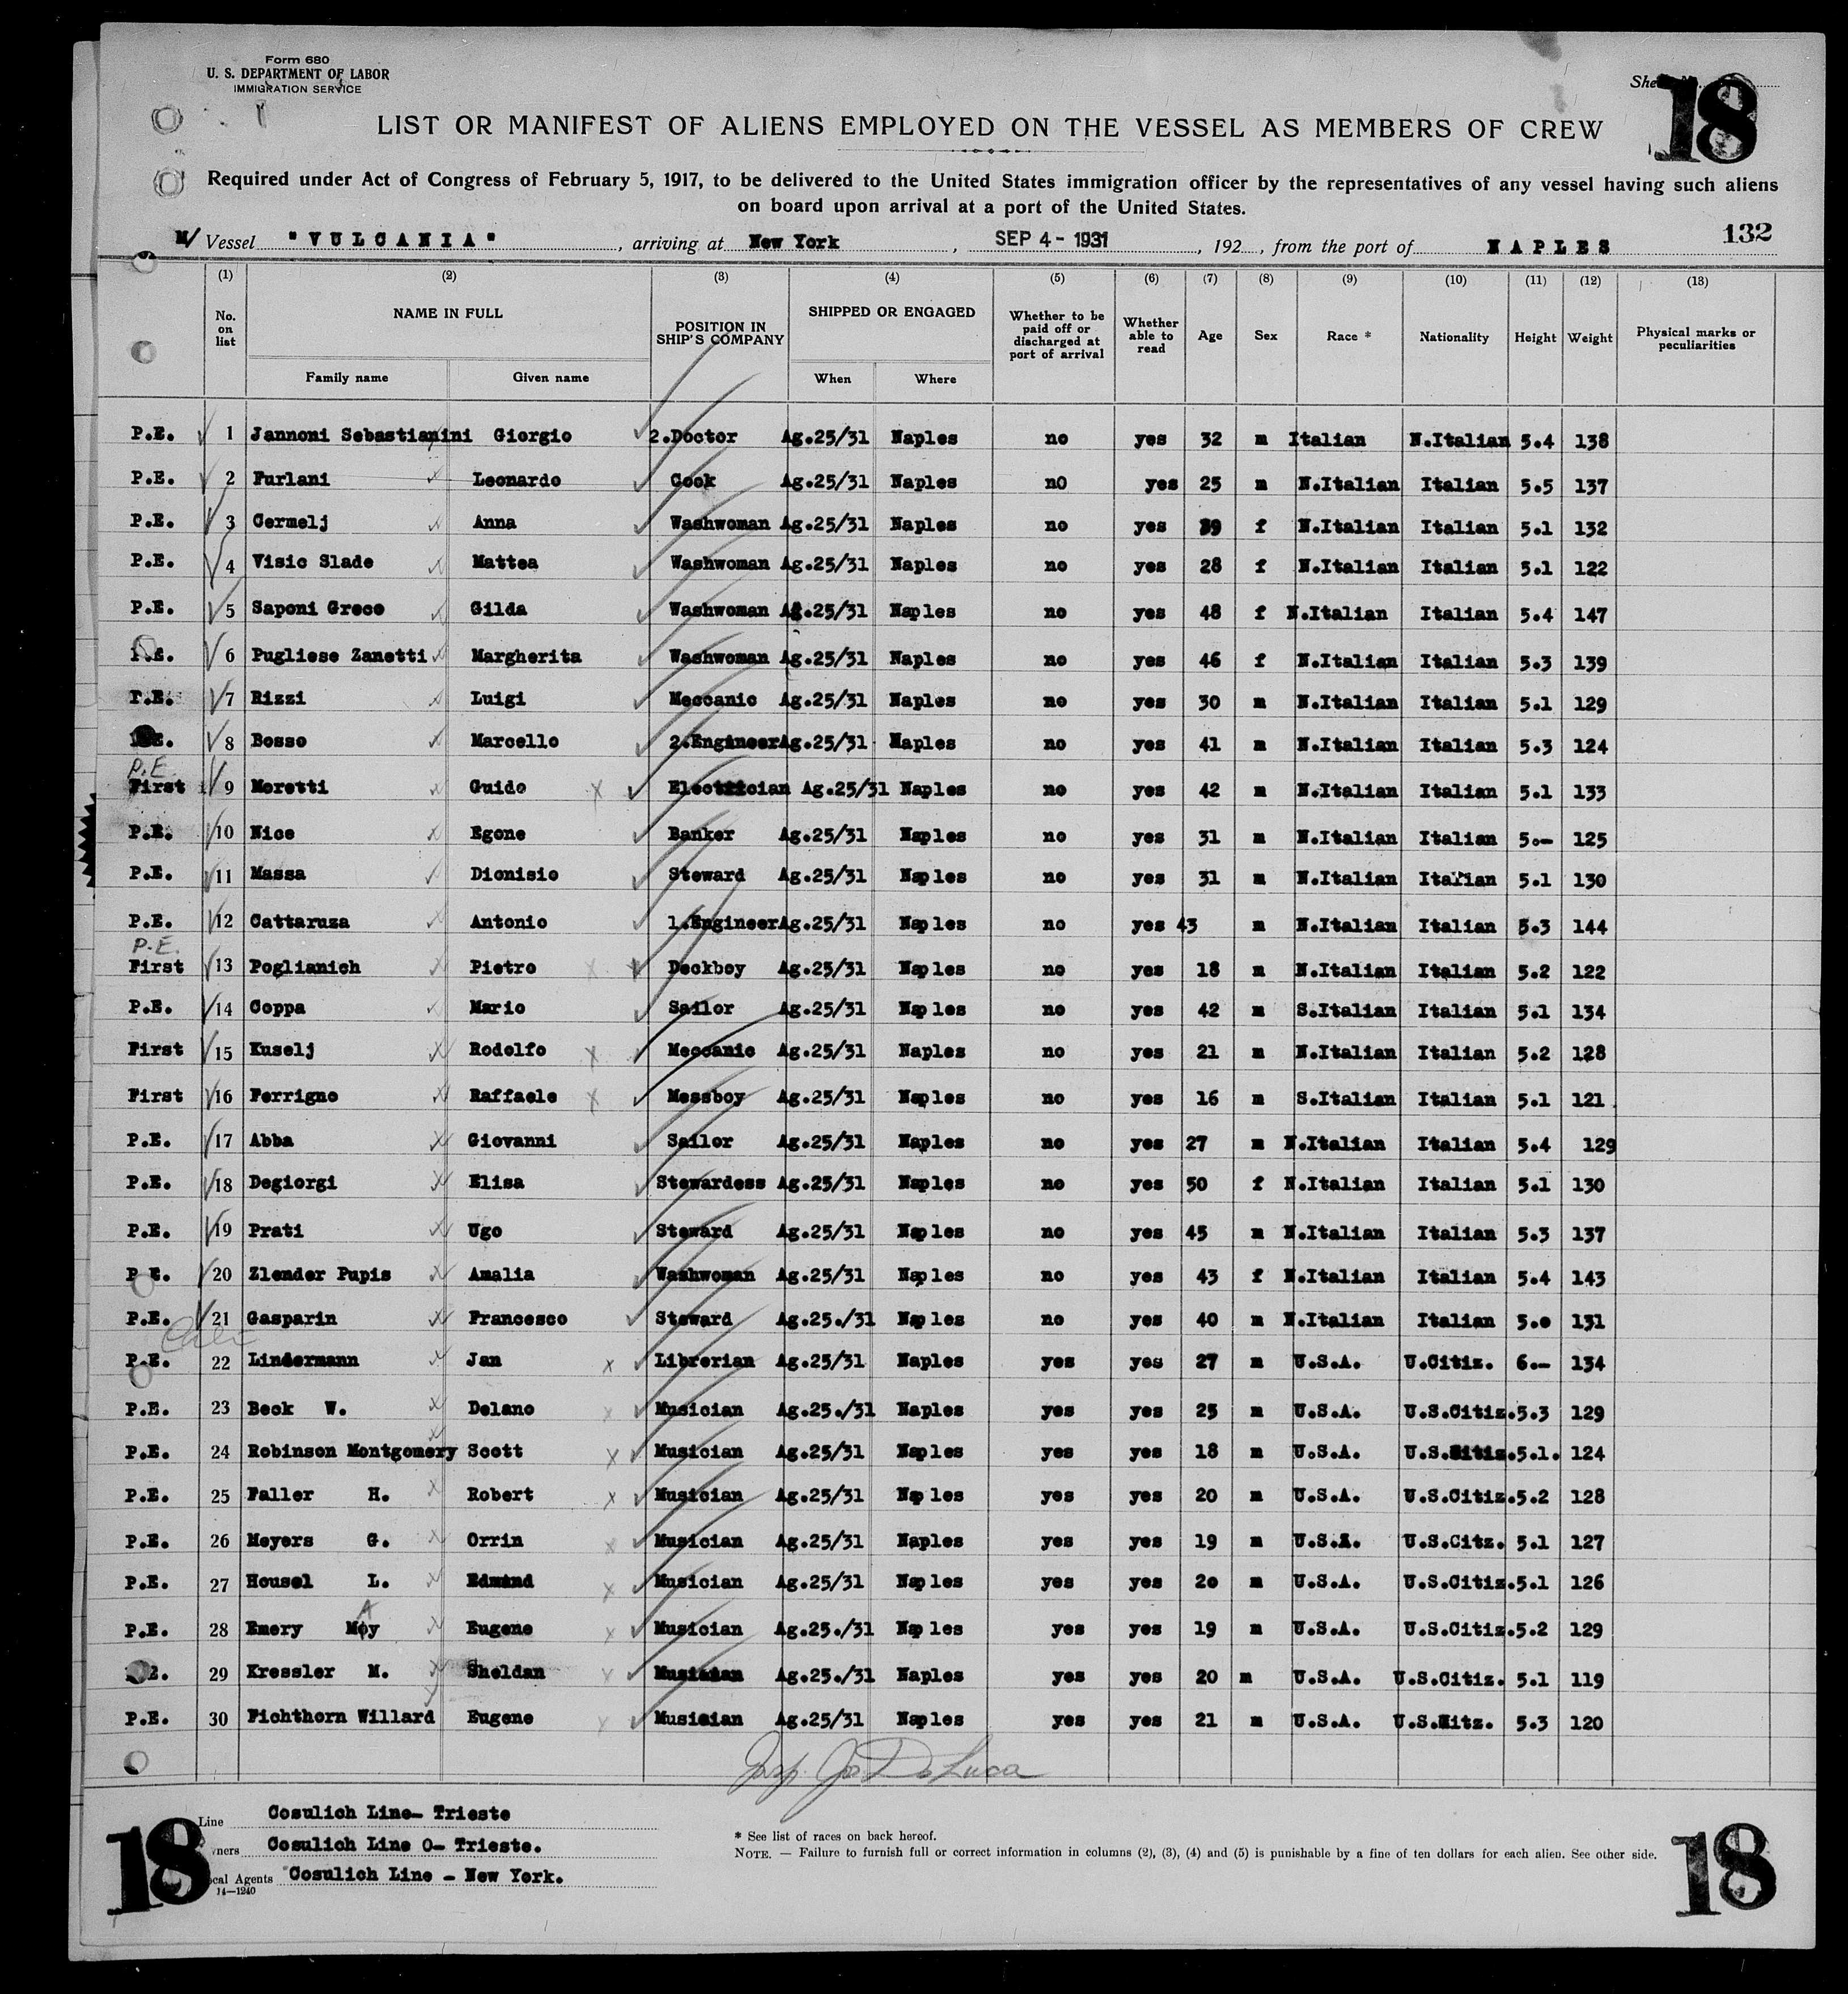 Form 680
U. S. DEPARTMENT OF LABOR
IMMIGRATION SERVICE
18
LIST OR MANIFEST OF ALIENS EMPLOYED ON THE VESSEL AS MEMBERS OF CREW
Required under Act of Congress of February 5, 1917, to be delivered to the United States immigration officer by the representatives of any vessel having such aliens
on board upon arrival at a port of the United States.
132
M/ Vessel "VULCANIA", arriving at New York, SEP 4 - 1931, 192, from the port of NAPLES
(1) (2) (3) (4) (5) (6) (7) (8) (9) (10) (11) (12) (13)
No. on list NAME IN FULL POSITION IN SHIP'S COMPANY SHIPPED OR ENGAGED Whether to be paid off or discharged at port of arrival Whether able to read Age Sex Race * Nationality Height Weight Physical marks or peculiarities
Family name Given name When Where
P.E. 1 Jannoni Sebastianini Giorgio 2.Doctor Ag.25/31 Naples no yes 32 m Italian N.Italian 5.4 138
P.E. 2 Furlani Leonardo Cook Ag.25/31 Naples no yes 25 m N.Italian Italian 5.5 137
P.E. 3 Cermelj Anna Washwoman Ag.25/31 Naples no yes 39 f N.Italian Italian 5.1 132
P.E. 4 Visic Slade Mattea Washwoman Ag.25/31 Naples no yes 28 f N.Italian Italian 5.1 122
P.E. 5 Saponi Greco Gilda Washwoman Ag.25/31 Naples no yes 48 f N.Italian Italian 5.4 147
P.E. 6 Pugliese Zanetti Margherita Washwoman Ag.25/31 Naples no yes 46 f N.Italian Italian 5.3 139
P.E. 7 Rizzi Luigi Meccanic Ag.25/31 Naples no yes 30 m N.Italian Italian 5.1 129
8 Bosso Marcello 2.Engineer Ag.25/31 Naples no yes 41 m N.Italian Italian 5.3 124
P.E.
First 9 Moretti Guido Electrician Ag.25/31 Naples no yes 42 m N.Italian Italian 5.1 133
P.E. 10 Nice Egone Banker Ag.25/31 Naples no yes 31 m N.Italian Italian 5.- 125
P.E. 11 Massa Dionisio Steward Ag.25/31 Naples no yes 31 m N.Italian Italian 5.1 130
P.E. 12 Cattaruza Antonio 1.Engineer Ag.25/31 Naples no yes 43 m N.Italian Italian 5.3 144
P.E.
First 13 Poglianich Pietro Deckboy Ag.25/31 Naples no yes 18 m N.Italian Italian 5.2 122
P.E. 14 Coppa Mario Sailor Ag.25/31 Naples no yes 42 m S.Italian Italian 5.1 134
First 15 Kuselj Rodolfo Meccanic Ag.25/31 Naples no yes 21 m N.Italian Italian 5.2 128
First 16 Ferrigno Raffaele Messboy Ag.25/31 Naples no yes 16 m S.Italian Italian 5.1 121
P.E. 17 Abba Giovanni Sailor Ag.25/31 Naples no yes 27 m N.Italian Italian 5.4 129
P.E. 18 Degiorgi Elisa Stewardess Ag.25/31 Naples no yes 50 f N.Italian Italian 5.1 130
P.E. 19 Prati Ugo Steward Ag.25/31 Naples no yes 45 m N.Italian Italian 5.3 137
P.E. 20 Zlender Pupis Amalia Washwoman Ag.25/31 Naples no yes 43 f N.Italian Italian 5.4 143
P.E. 21 Gasparin Francesco Steward Ag.25./31 Naples no yes 40 m N.Italian Italian 5.0 131
P.E. 22 Lindermann Jan Librerian Ag.25/31 Naples yes yes 27 m U.S.A. U.Citiz. 6.- 134
P.E. 23 Beck W. Delano Musician Ag.25./31 Naples yes yes 25 m U.S.A. U.S.Citiz. 5.3 129
P.E. 24 Robinson Montgomery Scott Musician Ag.25/31 Naples yes yes 18 m U.S.A. U.S.Citiz. 5.1. 124
P.E. 25 Faller H. Robert Musician Ag.25/31 Naples yes yes 20 m U.S.A. U.S.Citiz. 5.2 128
P.E. 26 Meyers G. Orrin Musician Ag.25/31 Naples yes yes 19 m U.S.A. U.S.Citz. 5.1 127
P.E. 27 Housel L. Edmund Musician Ag.25/31 Naples yes yes 20 m U.S.A. U.S.Citiz. 5.1 126
P.E. 28 Emery Moy Eugene Musician Ag.25./31 Naples yes yes 19 m U.S.A. U.S.Citiz. 5.2 129
29 Kressler M. Sheldan Musician Ag.25./31 Naples yes yes 20 m U.S.A. U.S.Citiz. 5.1 119
P.E. 30 Fichthorn Willard Eugene Musician Ag.25/31 Naples yes yes 21 m U.S.A. 5.3 120
Insp. Jos De Luca
Line Cosulich Line- Trieste
Cosulich Line O- Trieste.
Agents Cosulich Line - New York.
14-1240
* See list of races on back hereof.
NOTE. — Failure to furnish full or correct information in columns (2), (3), (4) and (5) is punishable by a fine of ten dollars for each alien. See other side.
18
18